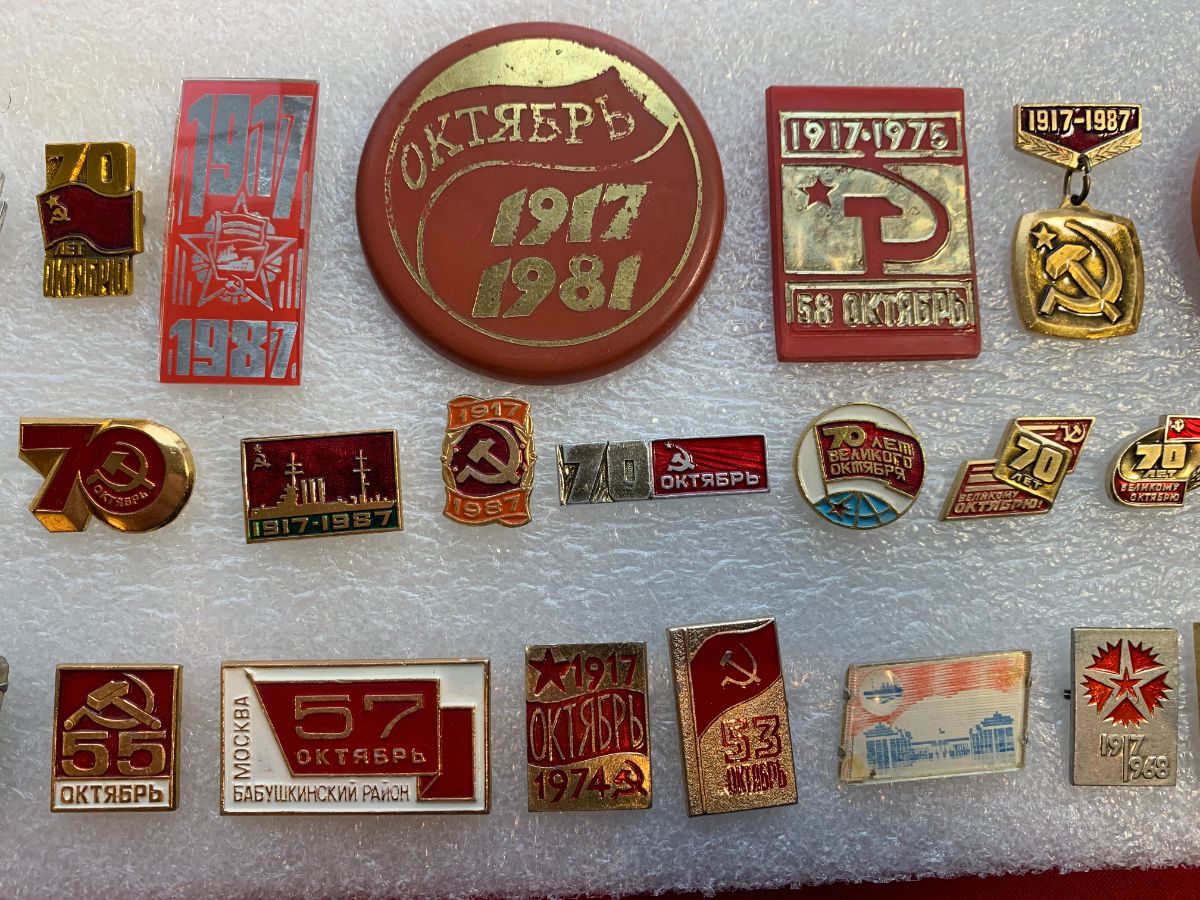 70
ЛЕТ
ОКТЯБРЮ
1917
1987
ОКТЯБРЬ
1917
1981
1917·1975
58 ОКТЯБРЬ
1917-1987
70
ОКТЯБРЬ
1917-1987
1917
1987
70
ОКТЯБРЬ
70 ЛЕТ
ВЕЛИКОГО
ОКТЯБРЯ
70
ЛЕТ
ВЕЛИКОМУ
ОКТЯБРЮ
70
ЛЕТ
ВЕЛИКОМУ
ОКТЯБРЮ
55
ОКТЯБРЬ
МОСКВА
57
ОКТЯБРЬ
БАБУШКИНСКИЙ РАЙОН
1917
ОКТЯБРЬ
1974
53
ОКТЯБРЬ
1917
1968